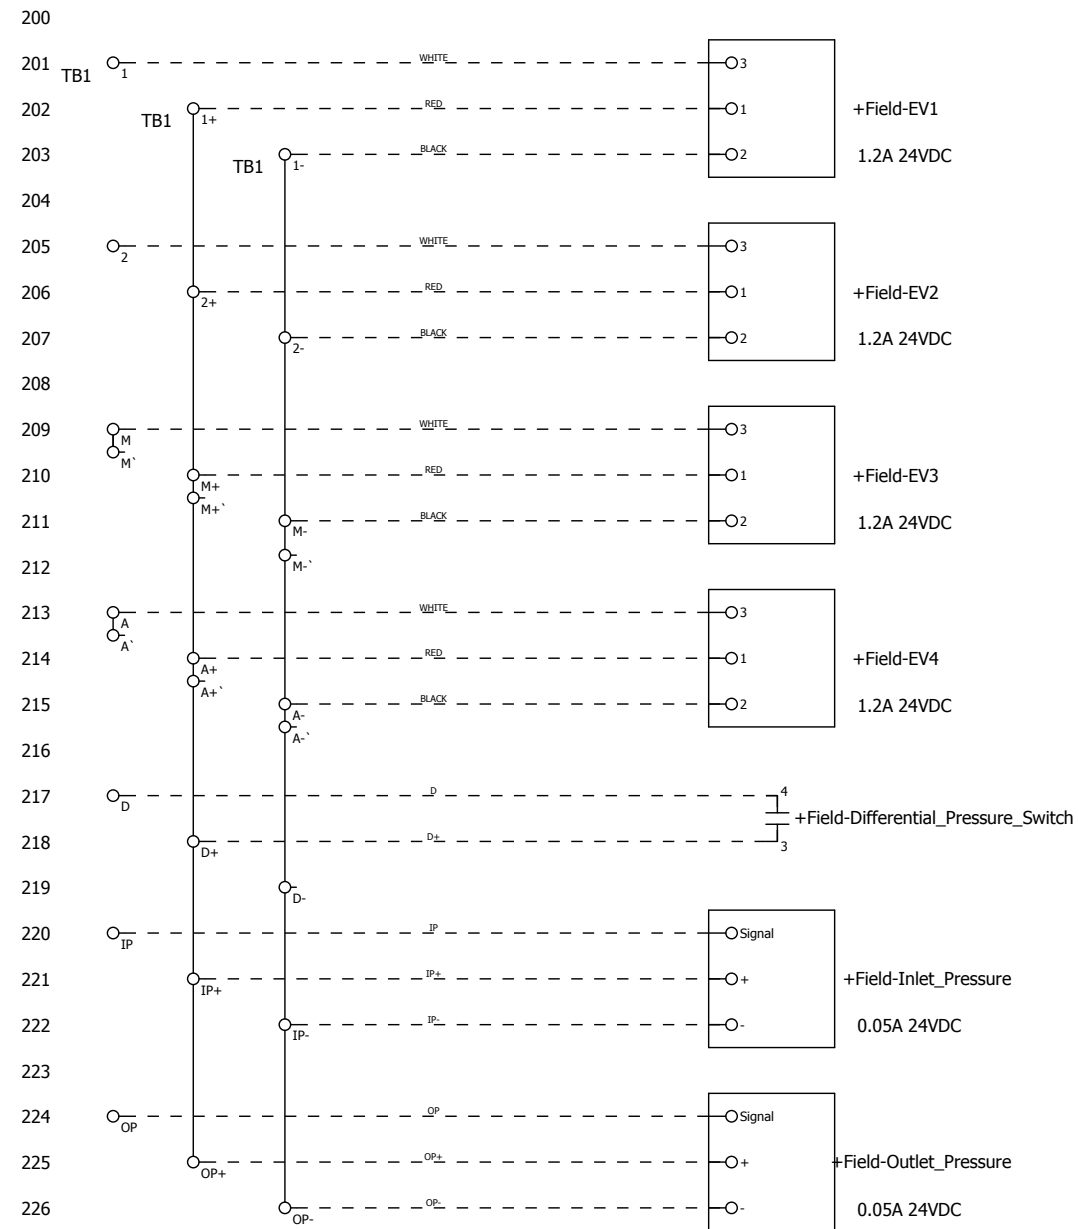 200
201 TB1 1 WHITE 3
202 TB1 1+ RED 1 +Field-EV1
203 TB1 1- BLACK 2 1.2A 24VDC
204
205 2 WHITE 3
206 2+ RED 1 +Field-EV2
207 2- BLACK 2 1.2A 24VDC
208
209 M WHITE 3
M`
210 M+ RED 1 +Field-EV3
M+`
211 M- BLACK 2 1.2A 24VDC
212 M-`
213 A WHITE 3
A`
214 A+ RED 1 +Field-EV4
A+`
215 A- BLACK 2 1.2A 24VDC
A-`
216
217 D D 4
+Field-Differential_Pressure_Switch
218 D+ D+ 3
219 D-
220 IP IP Signal
221 IP+ IP+ + +Field-Inlet_Pressure
222 IP- IP- - 0.05A 24VDC
223
224 OP OP Signal
225 OP+ OP+ + +Field-Outlet_Pressure
226 OP- OP- - 0.05A 24VDC